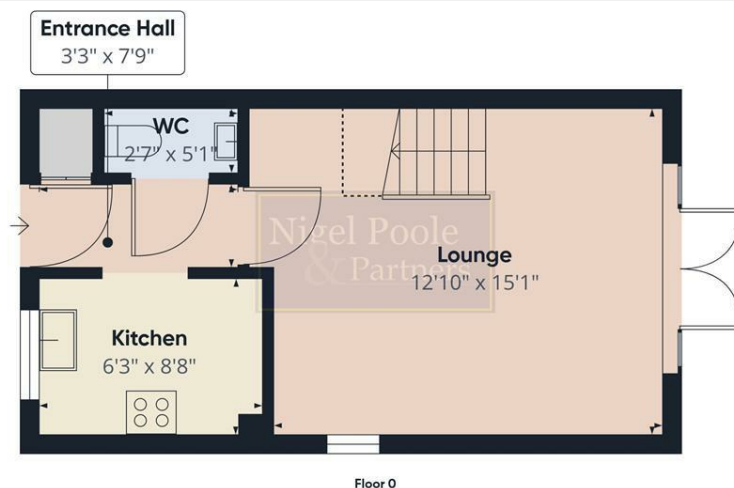 Entrance Hall
3'3" x 7'9"
WC
2'7" x 5'1"
Nigel Poole
& Partners
Lounge
12'10" x 15'1"
Kitchen
6'3" x 8'8"
Floor 0